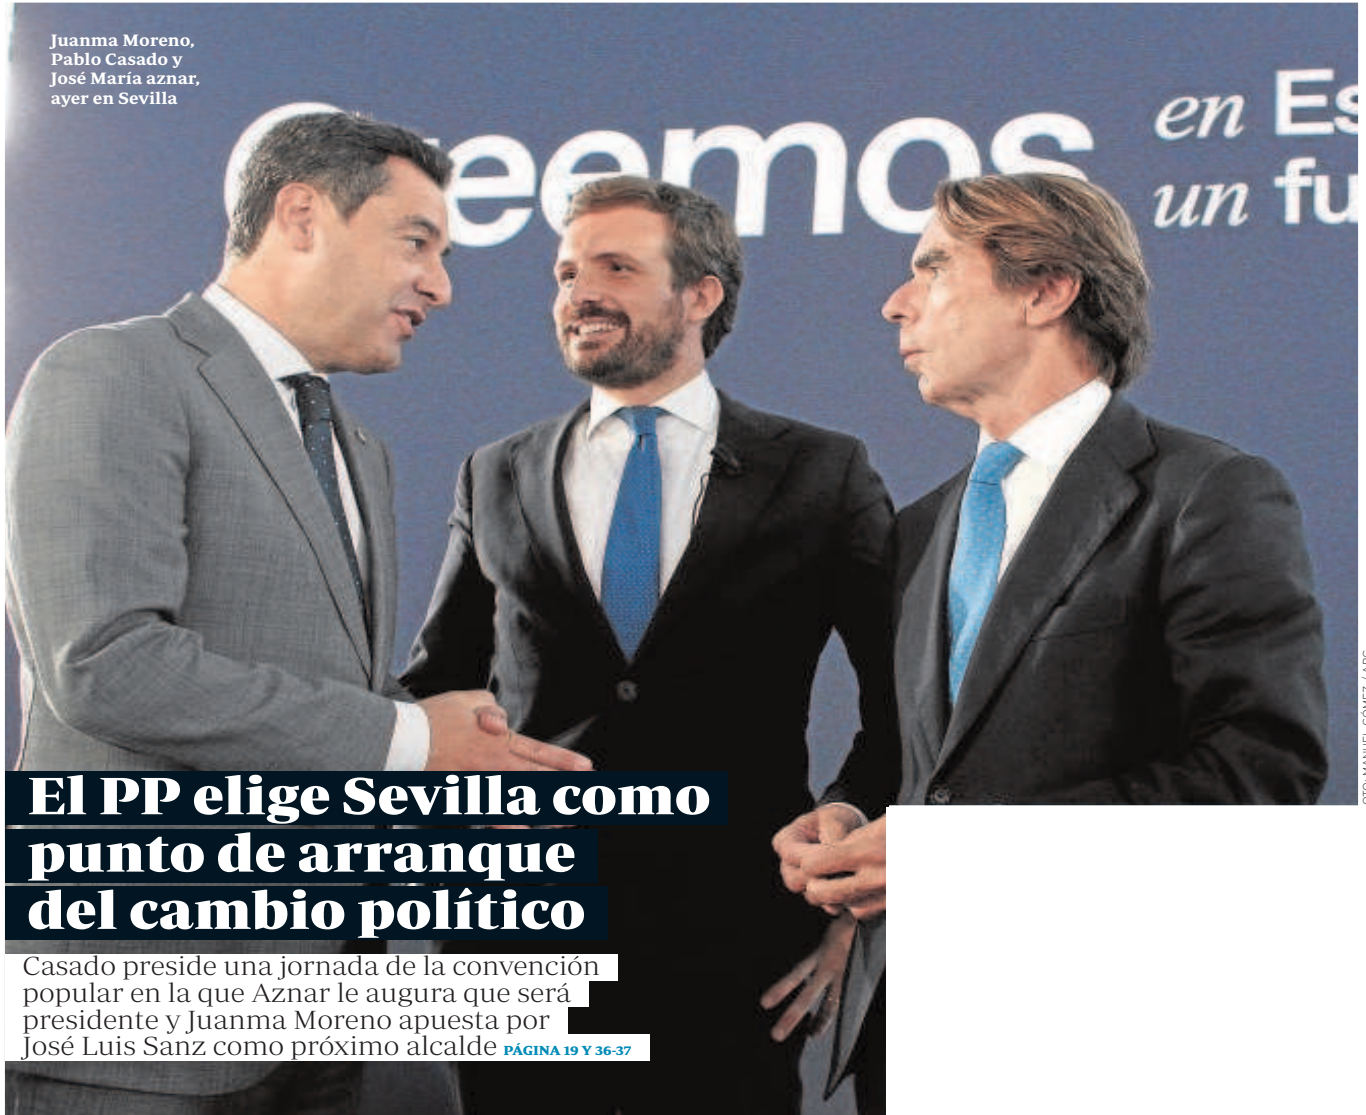 Juanma Moreno,
Pablo Casado y
José María aznar,
ayer en Sevilla
en Es
un fu
El PP elige Sevilla como
punto de arranque
del cambio político
Casado preside una jornada de la convención
popular en la que Aznar le augura que será
presidente y Juanma Moreno apuesta por
José Luis Sanz como próximo alcalde PÁGINA 19 Y 36-37